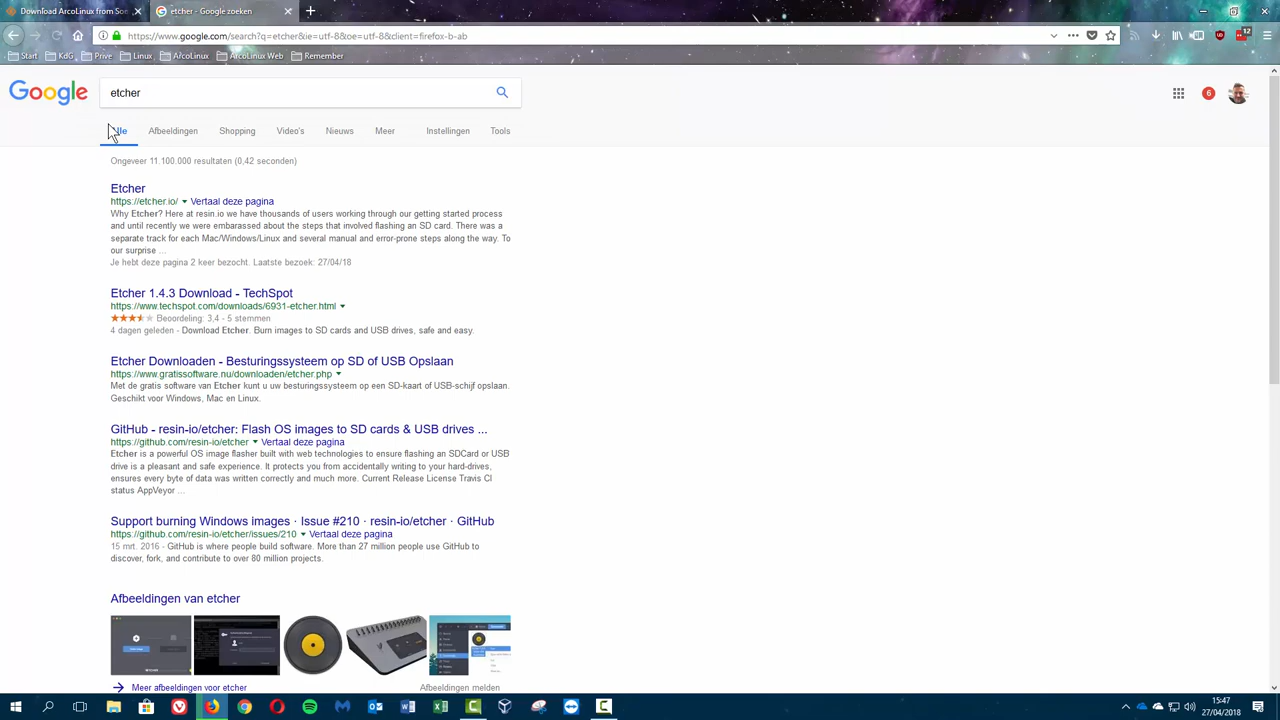 Download ArcoLinux from Sou
etcher - Google zoeken
https://www.google.com/search?q=etcher&ie=utf-8&oe=utf-8&client=firefox-b-ab
12
Start KdG Prive Linux ArcoLinux ArcoLinux Web Remember
Google
etcher
6
Alle Afbeeldingen Shopping Video's Nieuws Meer Instellingen Tools
Ongeveer 11.100.000 resultaten (0,42 seconden)
Etcher
https://etcher.io/ Vertaal deze pagina
Why Etcher? Here at resin.io we have thousands of users working through our getting started process
and until recently we were embarassed about the steps that involved flashing an SD card. There was a
separate track for each Mac/Windows/Linux and several manual and error-prone steps along the way. To
our surprise ...
Je hebt deze pagina 2 keer bezocht. Laatste bezoek: 27/04/18
Etcher 1.4.3 Download - TechSpot
https://www.techspot.com/downloads/6931-etcher.html
Beoordeling: 3,4 - 5 stemmen
4 dagen geleden - Download Etcher. Burn images to SD cards and USB drives, safe and easy.
Etcher Downloaden - Besturingssysteem op SD of USB Opslaan
https://www.gratissoftware.nu/downloaden/etcher.php
Met de gratis software van Etcher kunt u uw besturingssysteem op een SD-kaart of USB-schijf opslaan.
Geschikt voor Windows, Mac en Linux.
GitHub - resin-io/etcher: Flash OS images to SD cards & USB drives ...
https://github.com/resin-io/etcher Vertaal deze pagina
Etcher is a powerful OS image flasher built with web technologies to ensure flashing an SDCard or USB
drive is a pleasant and safe experience. It protects you from accidentally writing to your hard-drives,
ensures every byte of data was written correctly and much more. Current Release License Travis CI
status AppVeyor ...
Support burning Windows images · Issue #210 · resin-io/etcher · GitHub
https://github.com/resin-io/etcher/issues/210 Vertaal deze pagina
15 mrt. 2016 - GitHub is where people build software. More than 27 million people use GitHub to
discover, fork, and contribute to over 80 million projects.
Afbeeldingen van etcher
Meer afbeeldingen voor etcher
Afbeeldingen melden
15:47
27/04/2018